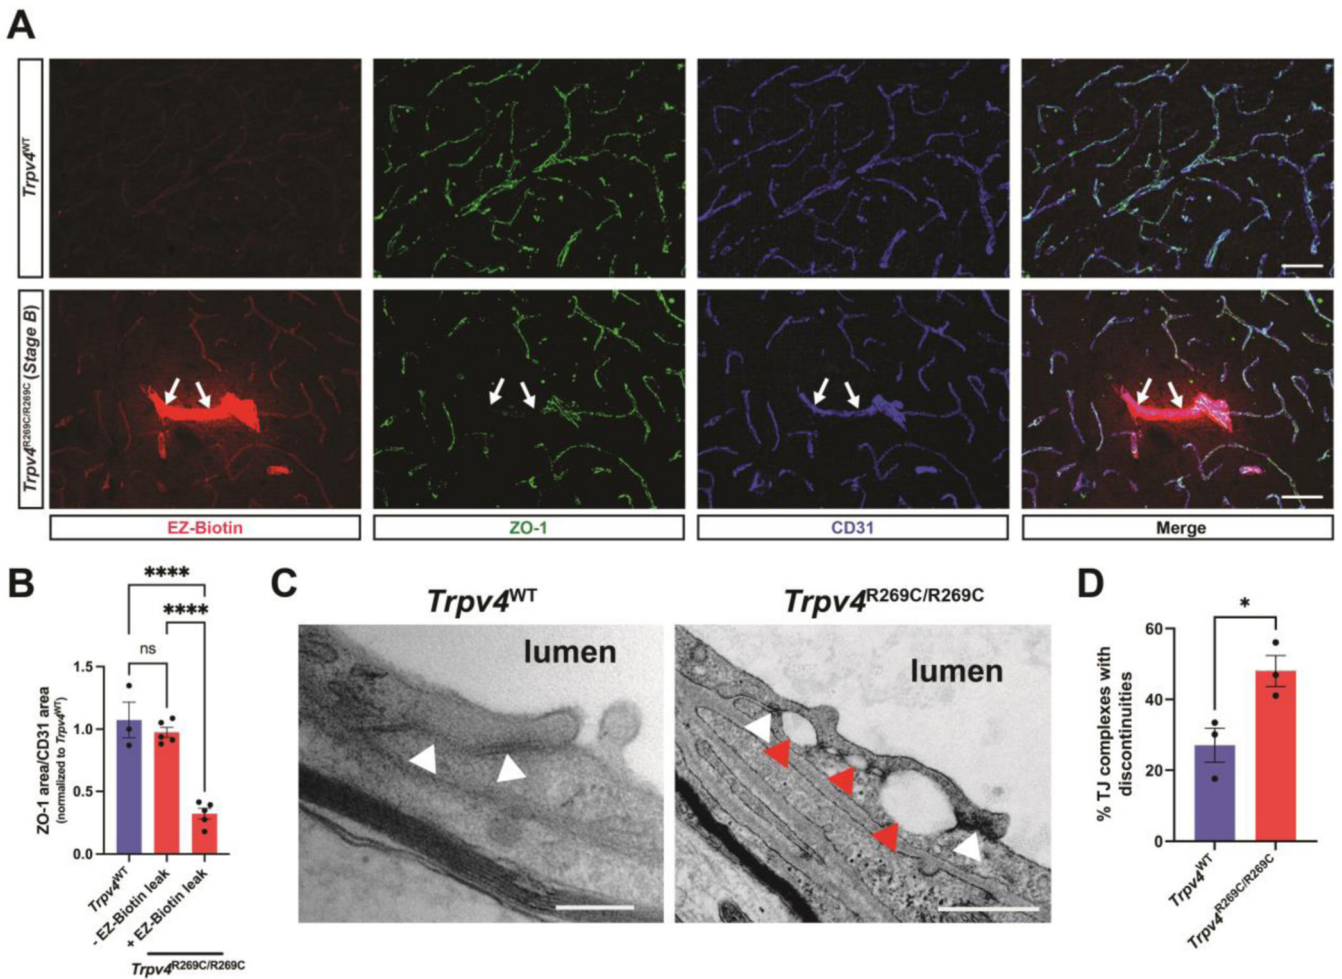 A
Trpv4WT
Trpv4R269C/R269C (Stage B)
EZ-Biotin
ZO-1
CD31
Merge
B
****
****
ns
1.5
1.0
0.5
0.0
ZO-1 area/CD31 area
(normalized to Trpv4WT)
Trpv4WT
- EZ-Biotin leak
+ EZ-Biotin leak
Trpv4R269C/R269C
C
Trpv4WT
Trpv4R269C/R269C
lumen
lumen
D
*
60
40
20
0
% TJ complexes with
discontinuities
Trpv4WT
Trpv4R269C/R269C